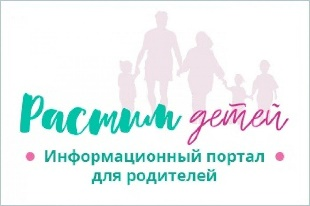 Растим детей
• Информационный портал •
для родителей